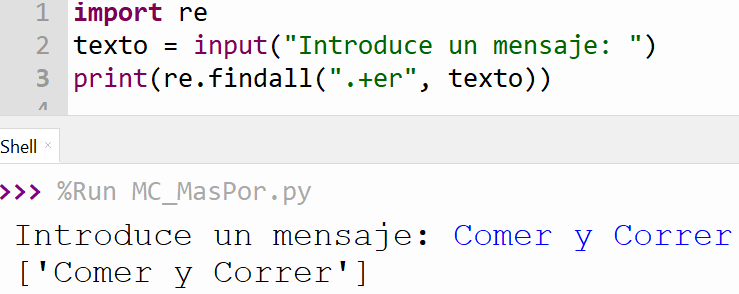 1 import re
2 texto = input("Introduce un mensaje: ")
3 print(re.findall(".+er", texto))
4
Shell ×
>>> %Run MC_MasPor.py
Introduce un mensaje: Comer y Correr
['Comer y Correr']